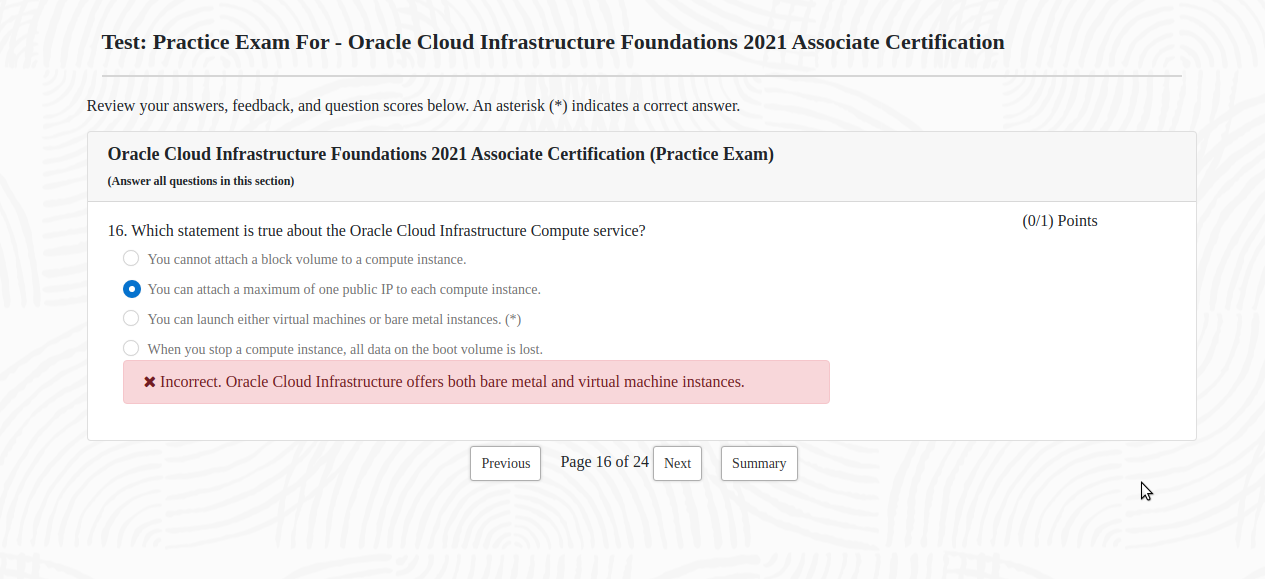 Test: Practice Exam For - Oracle Cloud Infrastructure Foundations 2021 Associate Certification
Review your answers, feedback, and question scores below. An asterisk (*) indicates a correct answer.
Oracle Cloud Infrastructure Foundations 2021 Associate Certification (Practice Exam)
(Answer all questions in this section)
16. Which statement is true about the Oracle Cloud Infrastructure Compute service?
(0/1) Points
You cannot attach a block volume to a compute instance.
You can attach a maximum of one public IP to each compute instance.
You can launch either virtual machines or bare metal instances. (*)
When you stop a compute instance, all data on the boot volume is lost.
✖ Incorrect. Oracle Cloud Infrastructure offers both bare metal and virtual machine instances.
Previous Page 16 of 24 Next Summary